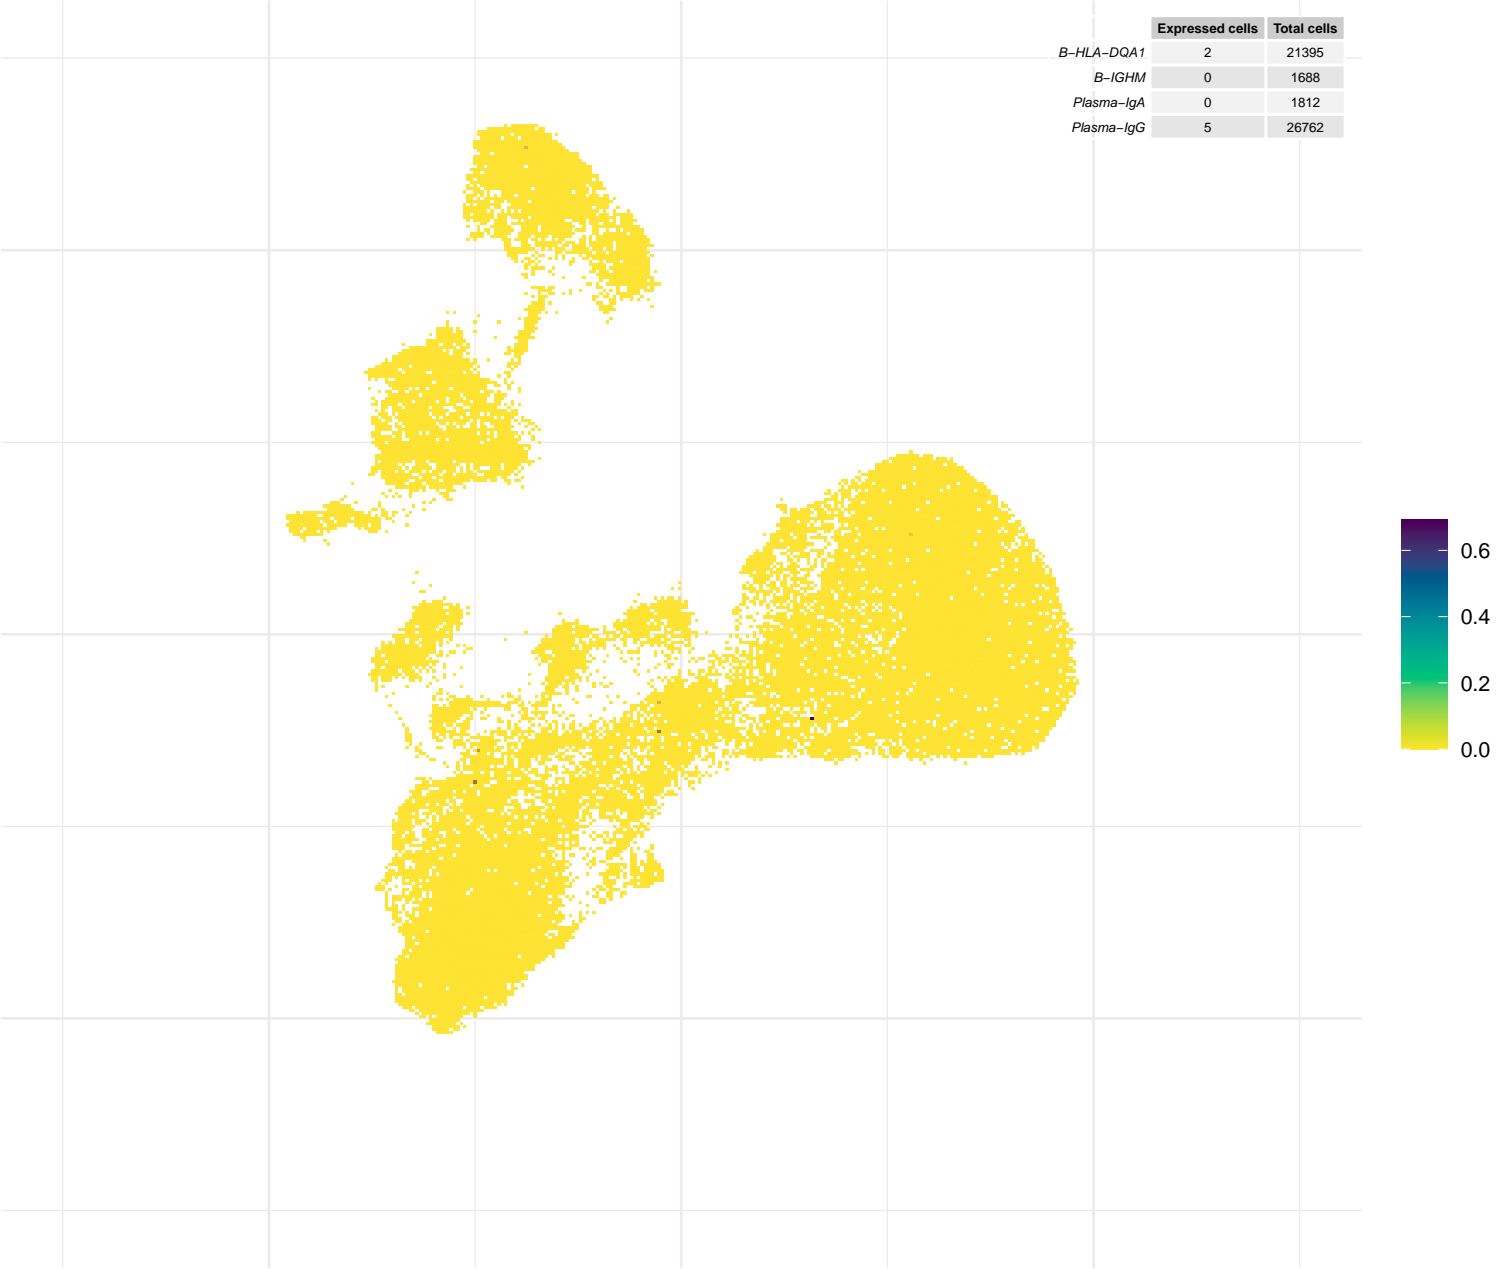 Expressed cells Total cells
B−HLA−DQA1 2 21395
B−IGHM 0 1688
Plasma−IgA 0 1812
Plasma−IgG 5 26762
0.6
0.4
0.2
0.0